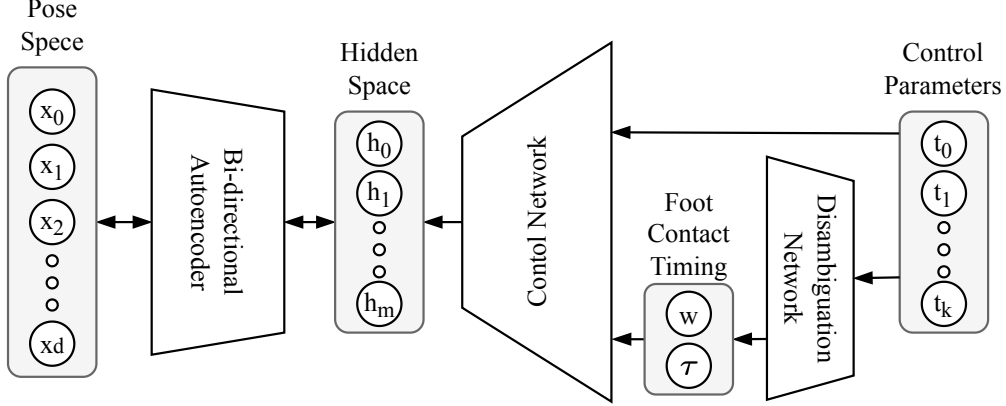 Pose
Spece
x0
x1
x2
xd
Bi-directional
Autoencoder
Hidden
Space
h0
h1
hm
Contol Network
Foot
Contact
Timing
w
τ
Disambiguation
Network
Control
Parameters
t0
t1
tk